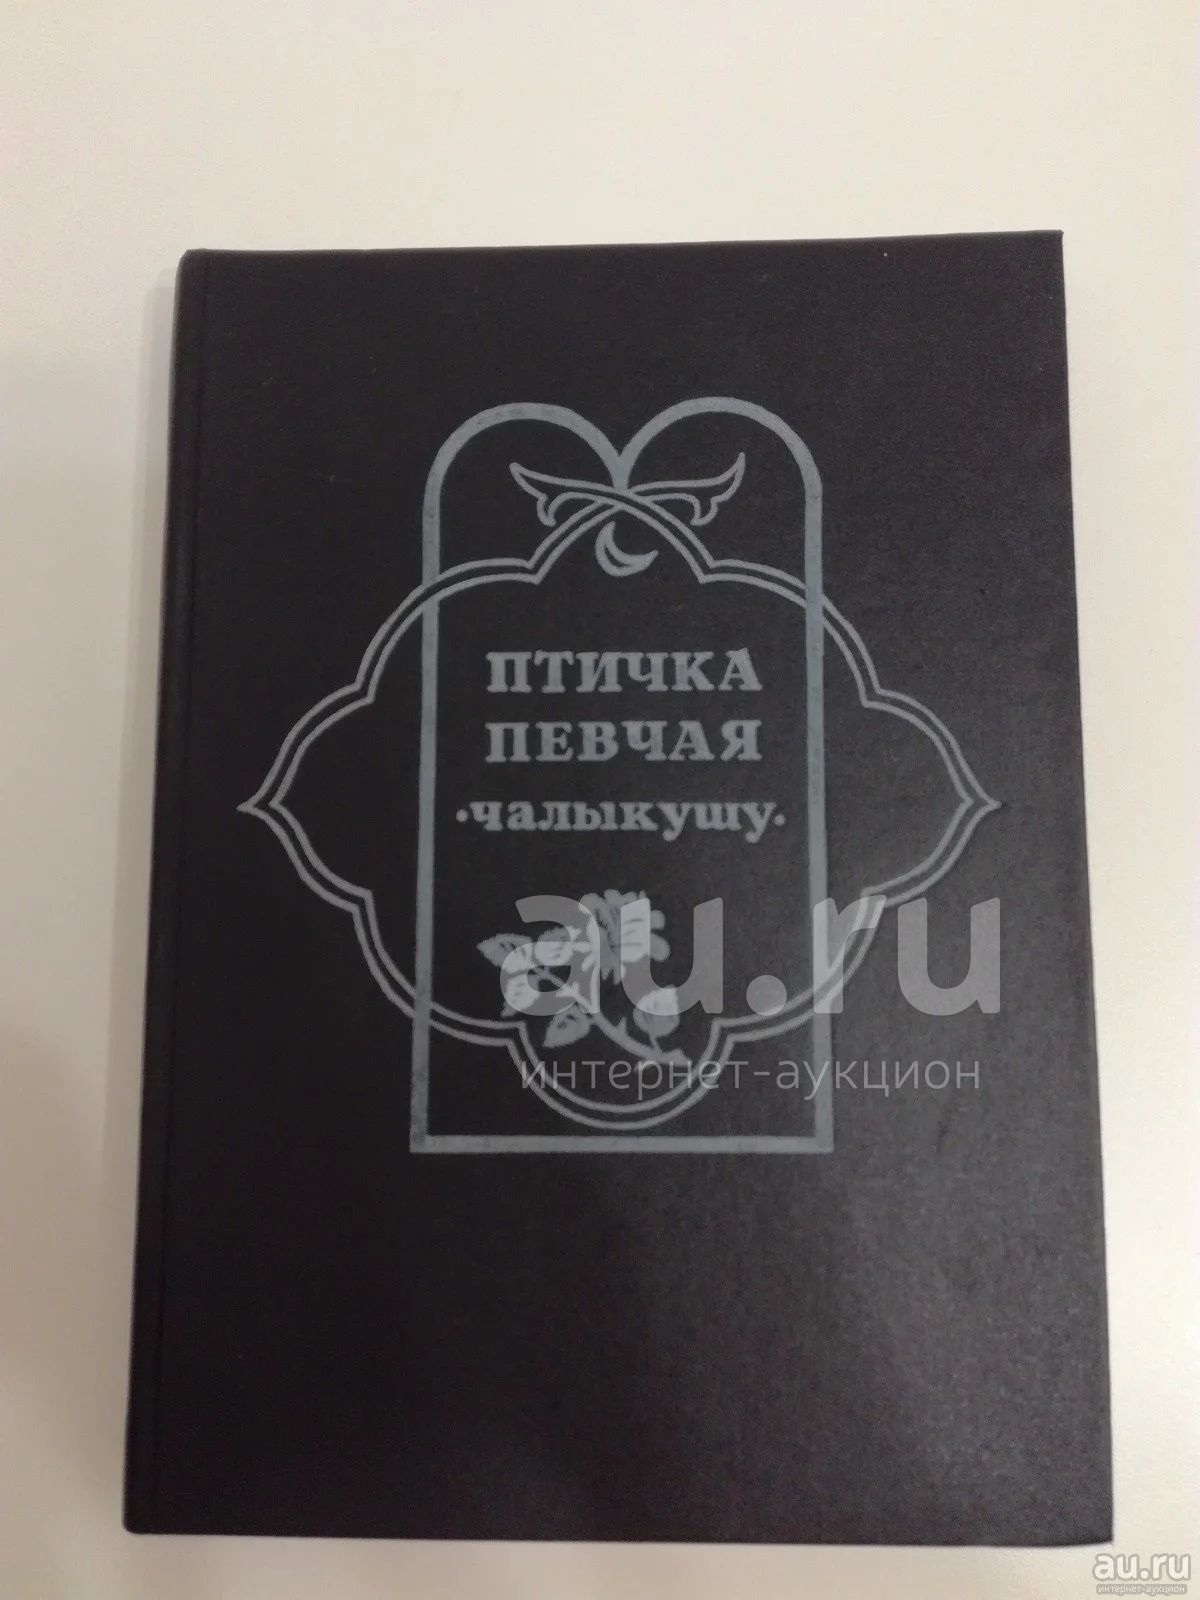 ПТИЧКА
ПЕВЧАЯ
·чалыкушу·
au.ru
интернет-аукцион
au.ru
интернет-аукцион